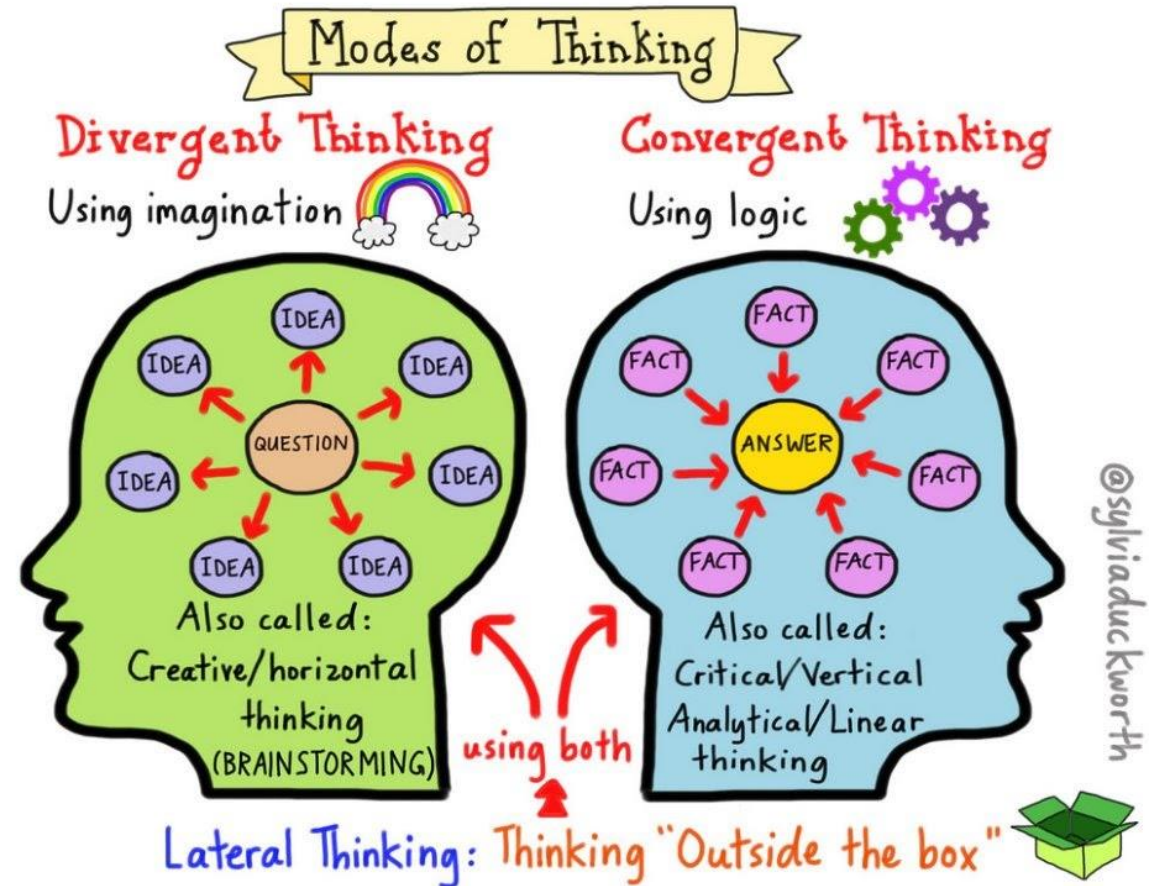 Modes of Thinking
Divergent Thinking
Using imagination
IDEA
IDEA
IDEA
QUESTION
IDEA
IDEA
IDEA
IDEA
Also called:
Creative/horizontal
thinking
(BRAINSTORMING)
Convergent Thinking
Using logic
FACT
FACT
FACT
ANSWER
FACT
FACT
FACT
FACT
Also called:
Critical/Vertical
Analytical/Linear
thinking
using both
Lateral Thinking: Thinking "Outside the box"
@sylviaduckworth